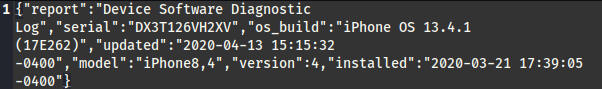 1 {"report":"Device Software Diagnostic
Log","serial":"DX3T126VH2XV","os_build":"iPhone OS 13.4.1
(17E262)","updated":"2020-04-13 15:15:32
-0400","model":"iPhone8,4","version":4,"installed":"2020-03-21 17:39:05
-0400"}